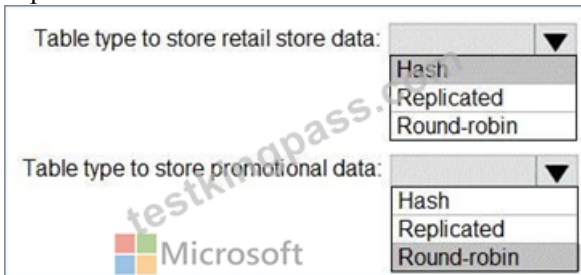 Table type to store retail store data:
Hash
Replicated
Round-robin
Table type to store promotional data:
Hash
Replicated
Round-robin
testkingpass.com
Microsoft